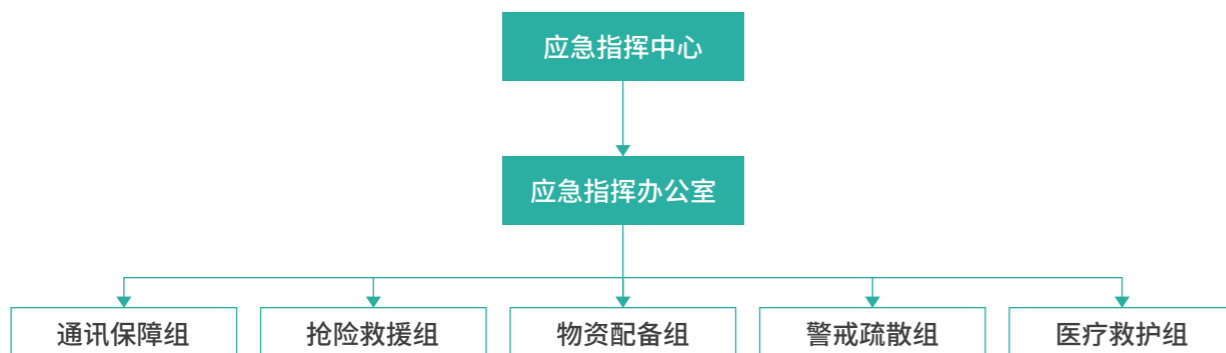 应急指挥中心
应急指挥办公室
通讯保障组
抢险救援组
物资配备组
警戒疏散组
医疗救护组